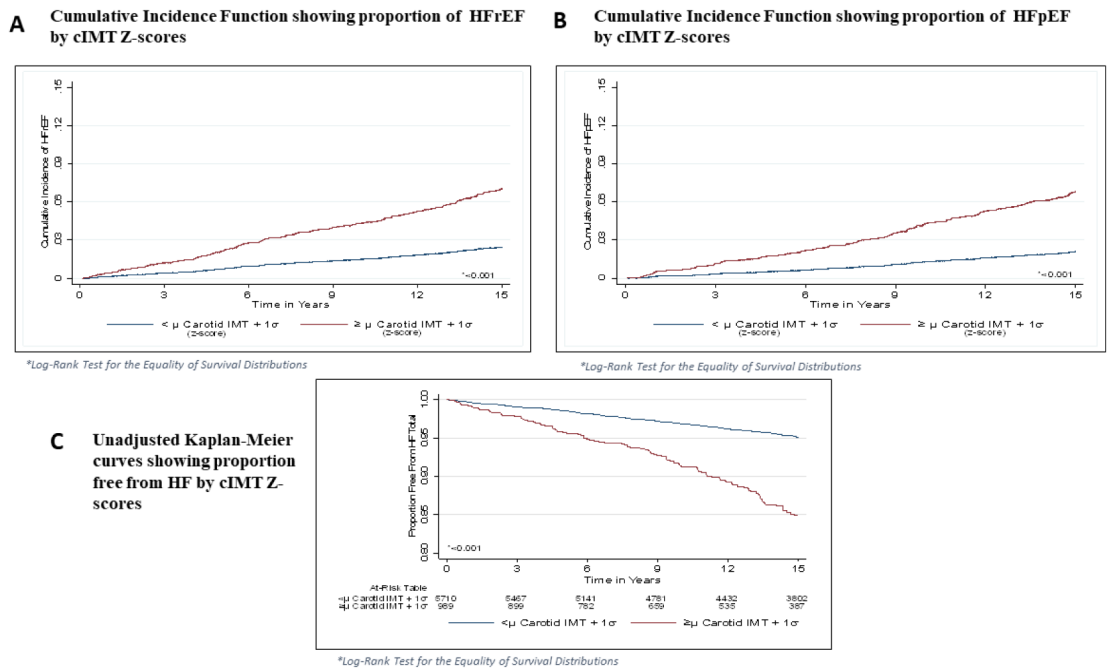 A
Cumulative Incidence Function showing proportion of HFrEF
by cIMT Z-scores
Cumulative Incidence of HFrEF
.15
.12
.09
.06
.03
0
*<0.001
0 3 6 9 12 15
Time in Years
< μ Carotid IMT + 1σ
(z-score)
≥ μ Carotid IMT + 1σ
(z-score)
*Log-Rank Test for the Equality of Survival Distributions
B
Cumulative Incidence Function showing proportion of HFpEF
by cIMT Z-scores
Cumulative Incidence of HFpEF
.15
.12
.09
.06
.03
0
*<0.001
0 3 6 9 12 15
Time in Years
< μ Carotid IMT + 1σ
(z-score)
≥ μ Carotid IMT + 1σ
(z-score)
*Log-Rank Test for the Equality of Survival Distributions
C
Unadjusted Kaplan-Meier
curves showing proportion
free from HF by cIMT Z-
scores
Proportion Free From HF Total
1.00
0.95
0.90
0.85
0.80
*<0.001
0 3 6 9 12 15
Time in Years
At-Risk Table
<μ Carotid IMT + 1σ 5710 5467 5141 4781 4432 3802
≥μ Carotid IMT + 1σ 989 899 782 659 535 387
<μ Carotid IMT + 1σ
≥μ Carotid IMT + 1σ
*Log-Rank Test for the Equality of Survival Distributions